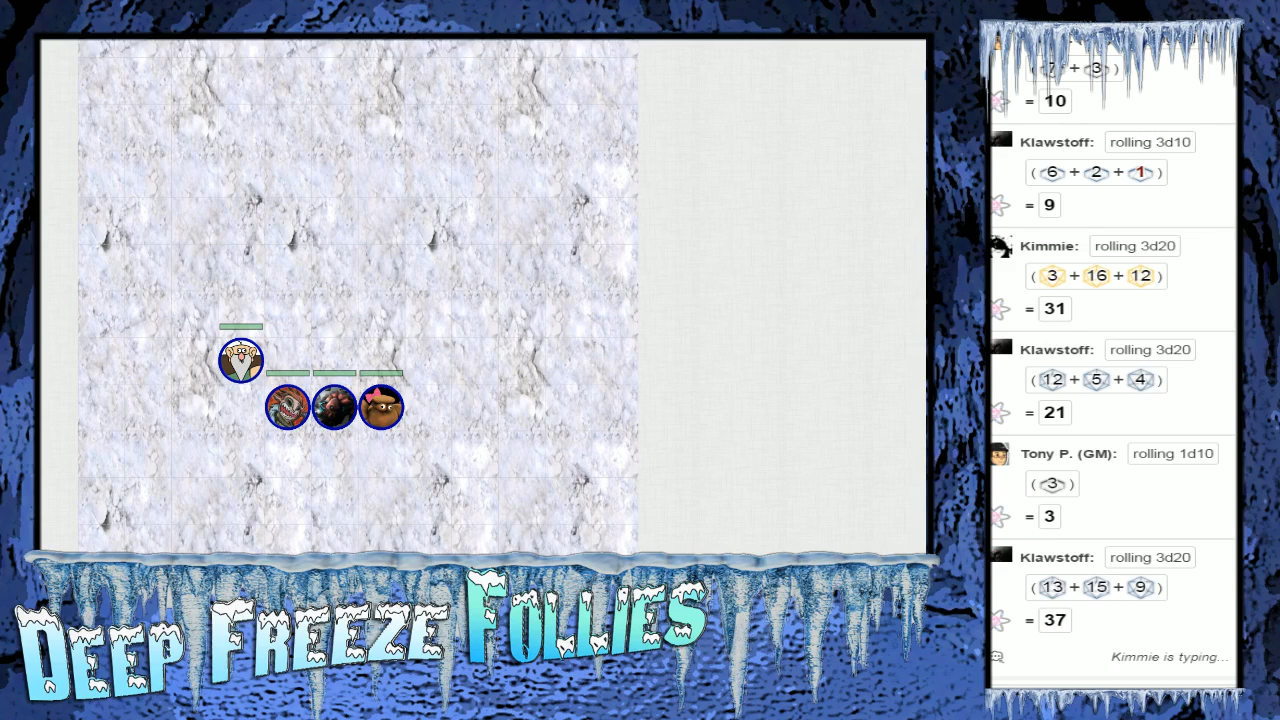 (7 + 3)
= 10
Klawstoff: rolling 3d10
(6 + 2 + 1)
= 9
Kimmie: rolling 3d20
(3 + 16 + 12)
= 31
Klawstoff: rolling 3d20
(12 + 5 + 4)
= 21
Tony P. (GM): rolling 1d10
(3)
= 3
Klawstoff: rolling 3d20
(13 + 15 + 9)
= 37
Kimmie is typing...
DEEP FREEZE FOLLIES